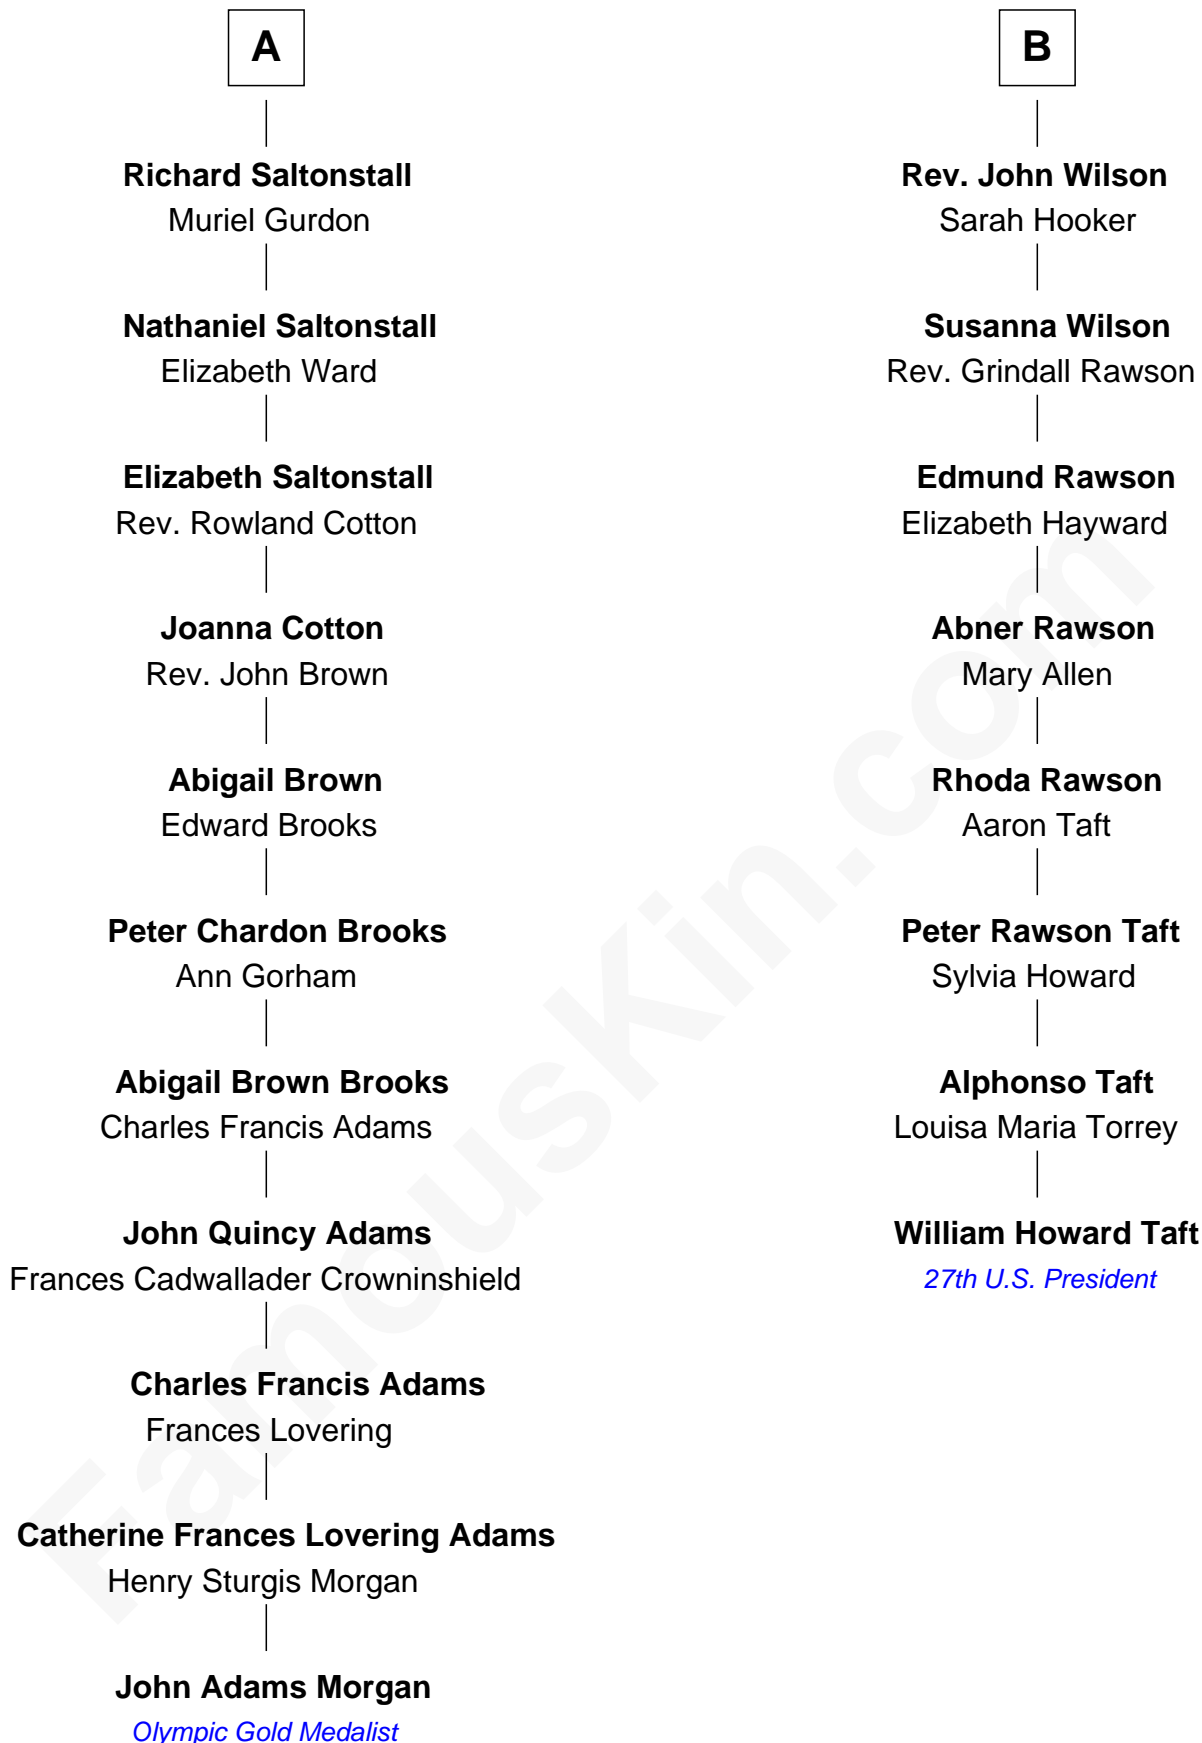 A
Richard Saltonstall
Muriel Gurdon
Nathaniel Saltonstall
Elizabeth Ward
Elizabeth Saltonstall
Rev. Rowland Cotton
Joanna Cotton
Rev. John Brown
Abigail Brown
Edward Brooks
Peter Chardon Brooks
Ann Gorham
Abigail Brown Brooks
Charles Francis Adams
John Quincy Adams
Frances Cadwallader Crowninshield
Charles Francis Adams
Frances Lovering
Catherine Frances Lovering Adams
Henry Sturgis Morgan
John Adams Morgan
Olympic Gold Medalist
B
Rev. John Wilson
Sarah Hooker
Susanna Wilson
Rev. Grindall Rawson
Edmund Rawson
Elizabeth Hayward
Abner Rawson
Mary Allen
Rhoda Rawson
Aaron Taft
Peter Rawson Taft
Sylvia Howard
Alphonso Taft
Louisa Maria Torrey
William Howard Taft
27th U.S. President
FamousKin.com